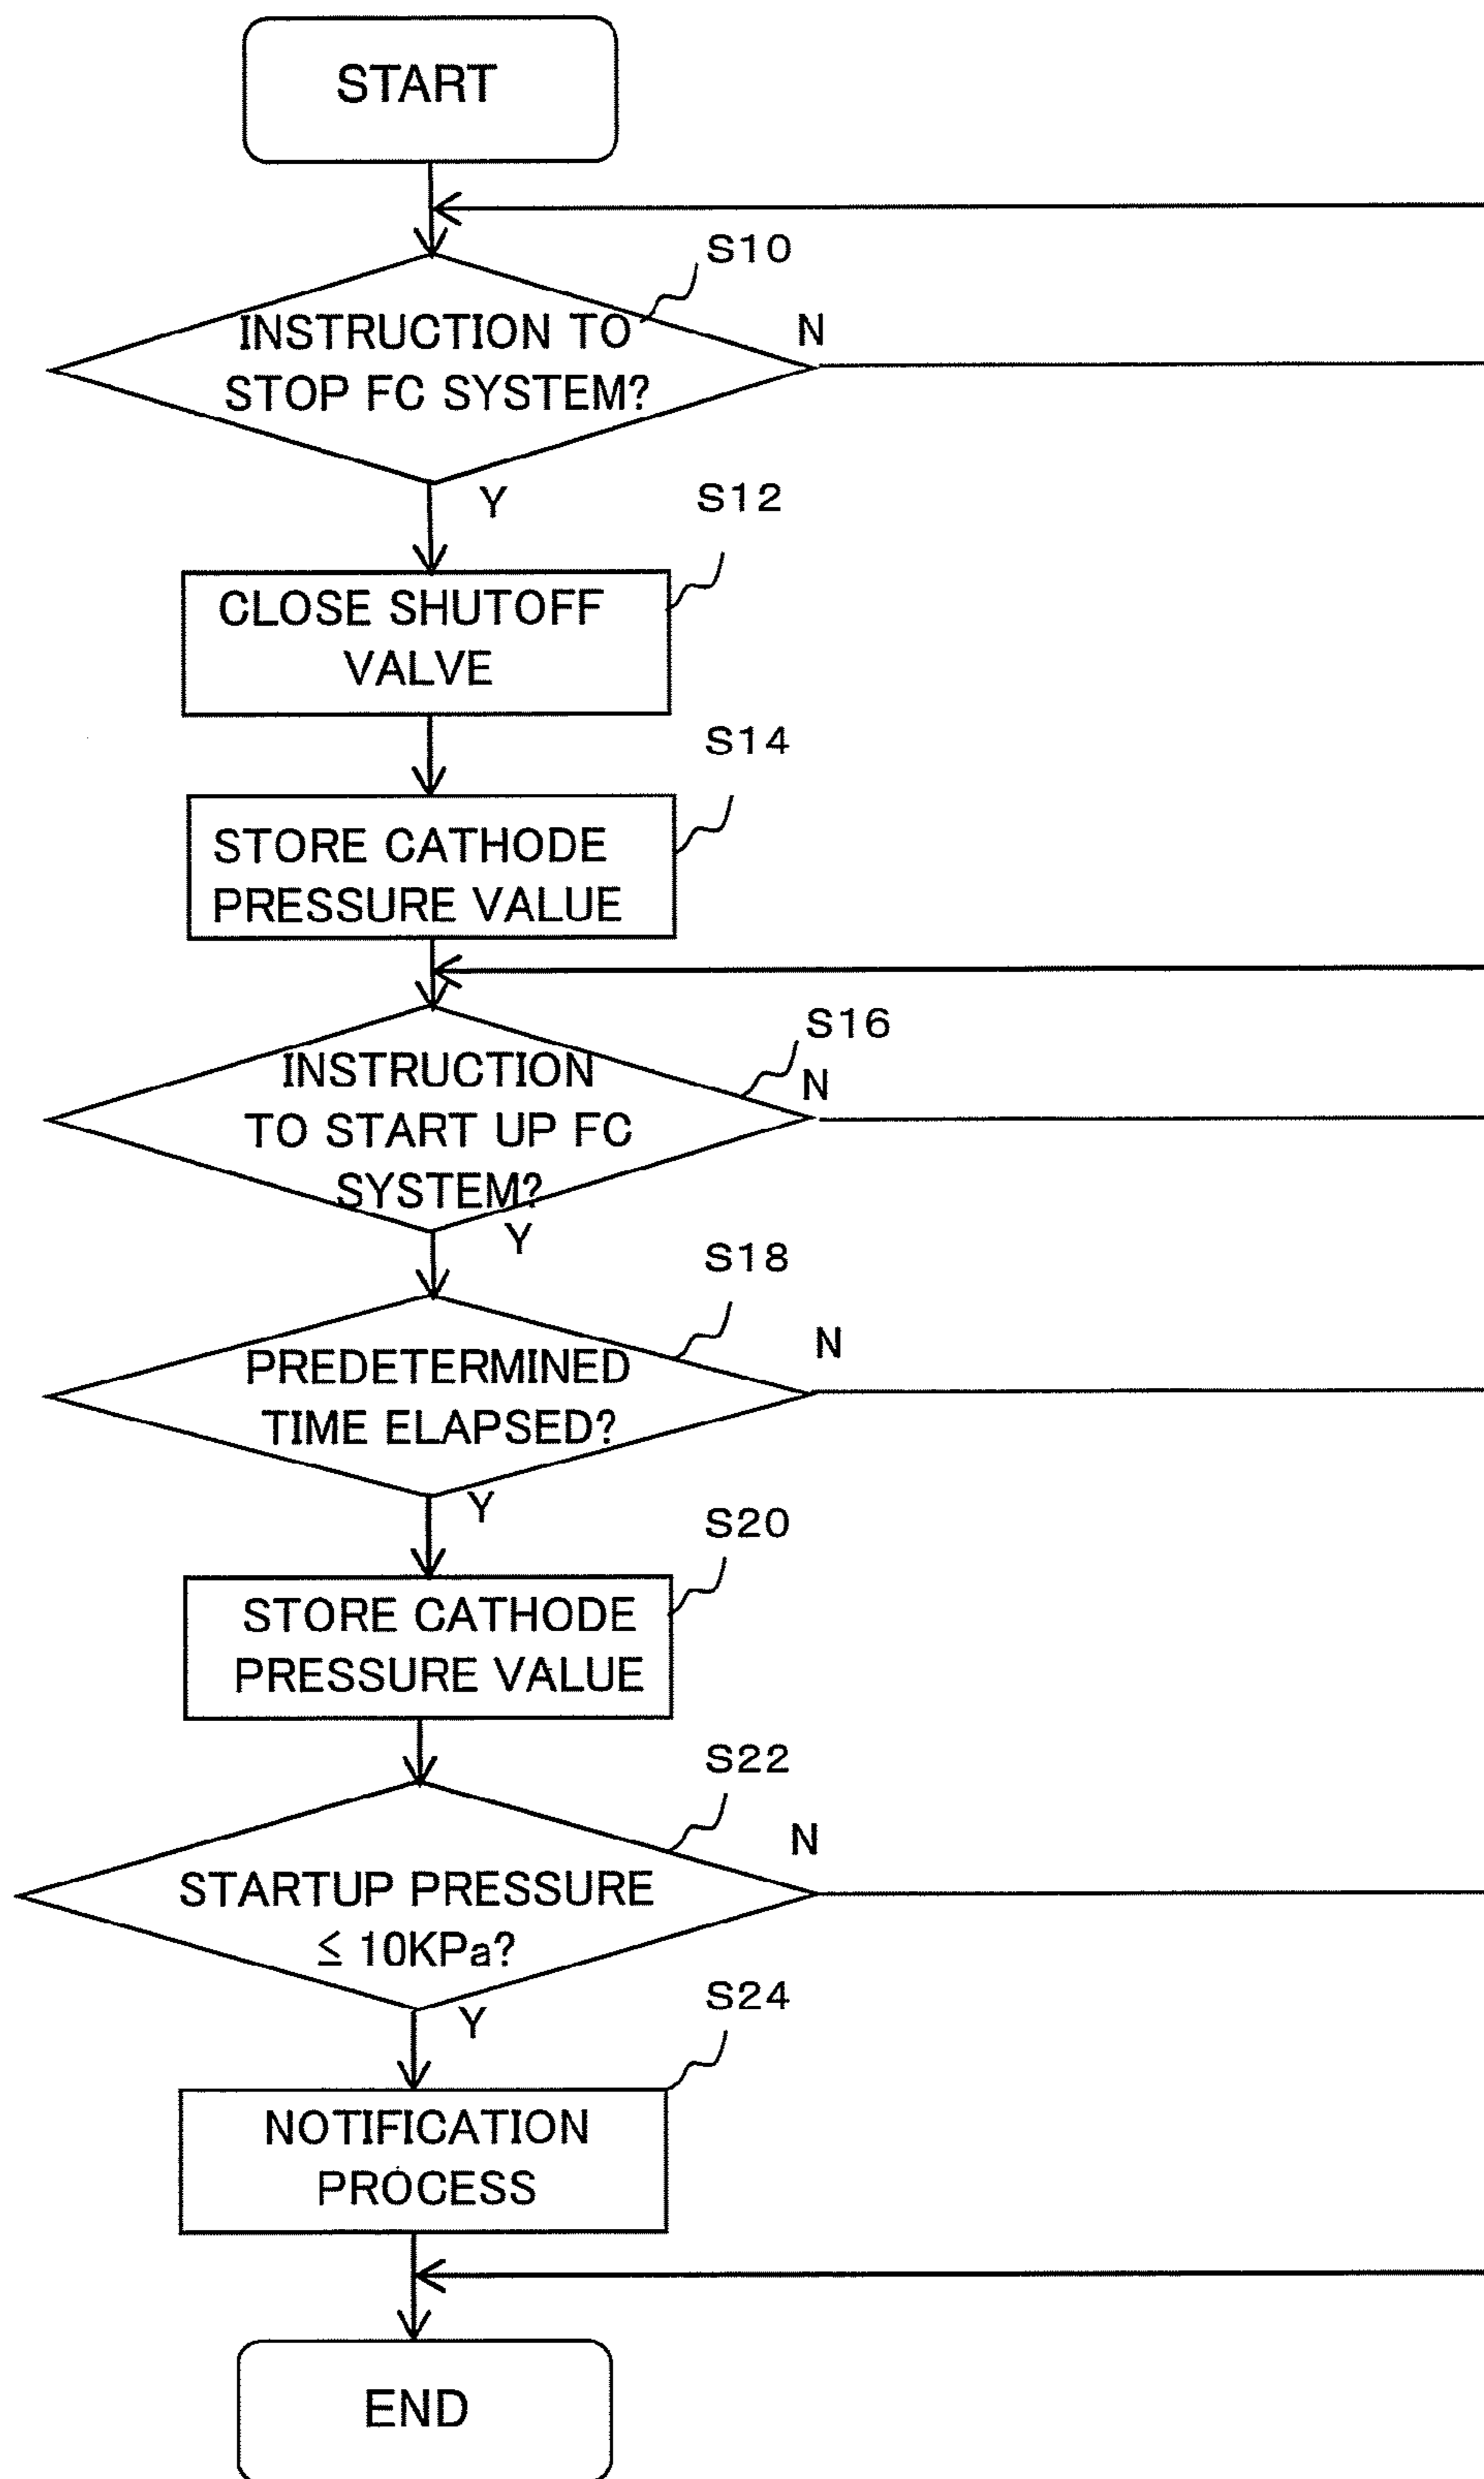 START
S10
INSTRUCTION TO
STOP FC SYSTEM?
N
Y
S12
CLOSE SHUTOFF
VALVE
S14
STORE CATHODE
PRESSURE VALUE
S16
INSTRUCTION
TO START UP FC
SYSTEM?
N
Y
S18
PREDETERMINED
TIME ELAPSED?
N
Y
S20
STORE CATHODE
PRESSURE VALUE
S22
STARTUP PRESSURE
≦ 10KPa?
N
Y
S24
NOTIFICATION
PROCESS
END